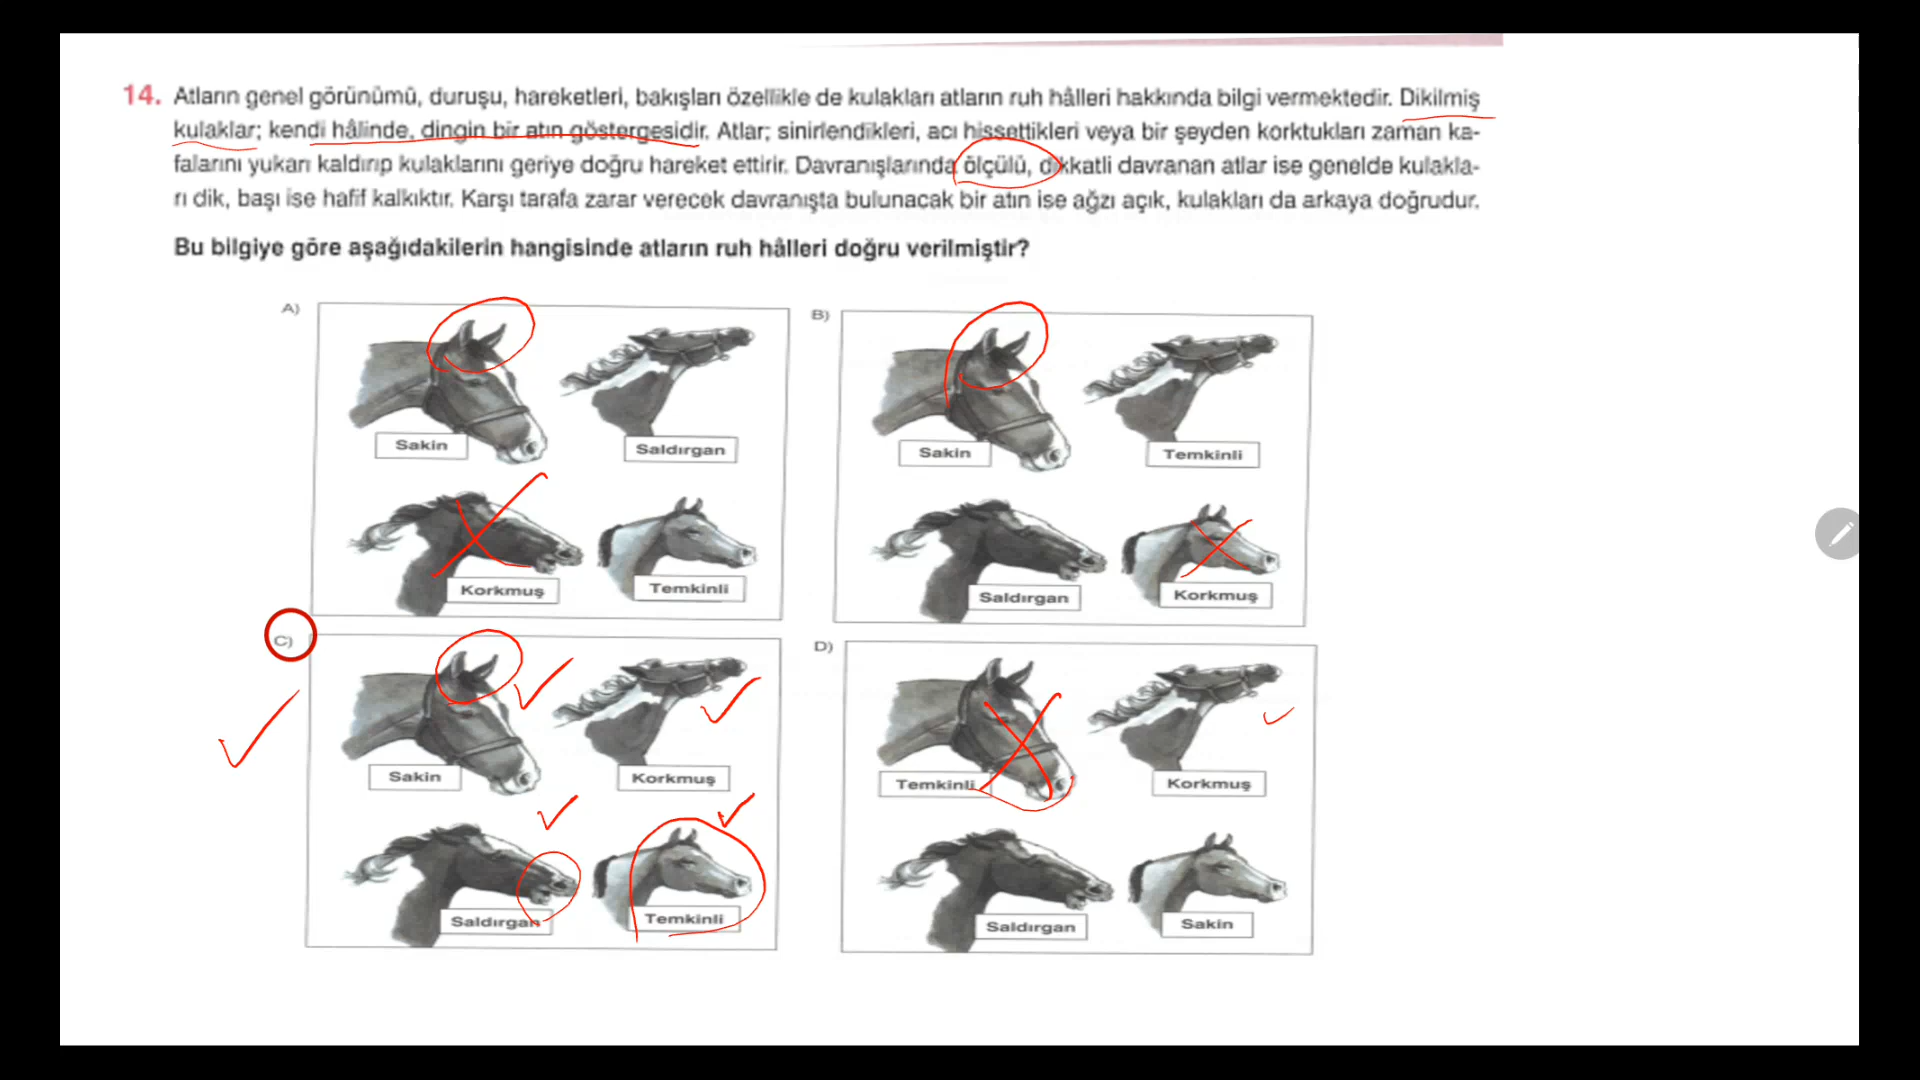 14. Atların genel görünümü, duruşu, hareketleri, bakışları özellikle de kulakları atların ruh hâlleri hakkında bilgi vermektedir. Dikilmiş
kulaklar; kendi hâlinde, dingin bir atın göstergesidir. Atlar; sinirlendikleri, acı hissettikleri veya bir şeyden korktukları zaman ka-
falarını yukarı kaldırıp kulaklarını geriye doğru hareket ettirir. Davranışlarında ölçülü, dikkatli davranan atlar ise genelde kulakla-
rı dik, başı ise hafif kalkıktır. Karşı tarafa zarar verecek davranışta bulunacak bir atın ise ağzı açık, kulakları da arkaya doğrudur.
Bu bilgiye göre aşağıdakilerin hangisinde atların ruh hâlleri doğru verilmiştir?
A)
Sakin
Saldırgan
Korkmuş
Temkinli
B)
Sakin
Temkinli
Saldırgan
Korkmuş
C)
Sakin
Korkmuş
Saldırgan
Temkinli
D)
Temkinli
Korkmuş
Saldırgan
Sakin